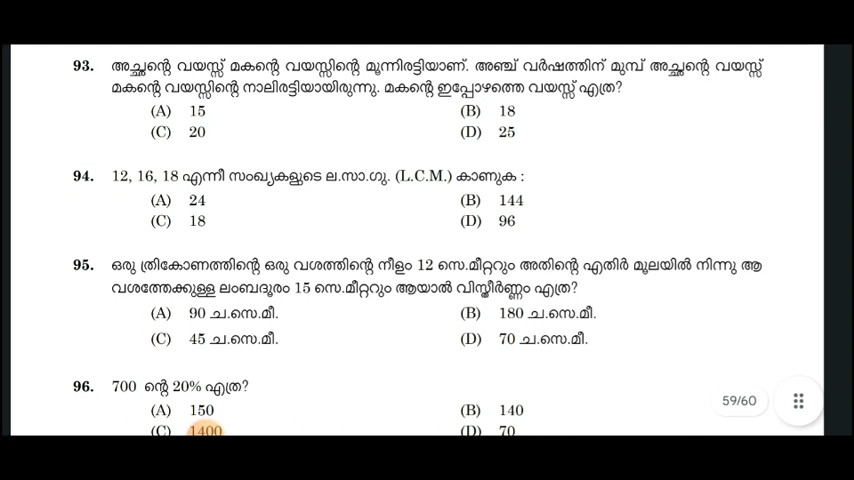 93. അച്ഛന്റെ വയസ്സ് മകന്റെ വയസ്സിന്റെ മൂന്നിരട്ടിയാണ്. അഞ്ച് വർഷത്തിന് മുമ്പ് അച്ഛന്റെ വയസ്സ്
മകന്റെ വയസ്സിന്റെ നാലിരട്ടിയായിരുന്നു. മകന്റെ ഇപ്പോഴത്തെ വയസ്സ് എത്ര?
(A) 15 (B) 18
(C) 20 (D) 25
94. 12, 16, 18 എന്നീ സംഖ്യകളുടെ ല.സാ.ഗു. (L.C.M.) കാണുക :
(A) 24 (B) 144
(C) 18 (D) 96
95. ഒരു ത്രികോണത്തിന്റെ ഒരു വശത്തിന്റെ നീളം 12 സെ.മീറ്ററും അതിന്റെ എതിർ മൂലയിൽ നിന്നു ആ
വശത്തേക്കുള്ള ലംബദൂരം 15 സെ.മീറ്ററും ആയാൽ വിസ്തീർണ്ണം എത്ര?
(A) 90 ച.സെ.മീ. (B) 180 ച.സെ.മീ.
(C) 45 ച.സെ.മീ. (D) 70 ച.സെ.മീ.
96. 700 ന്റെ 20% എത്ര?
59/60
(A) 150 (B) 140
(C) 1400 (D) 70